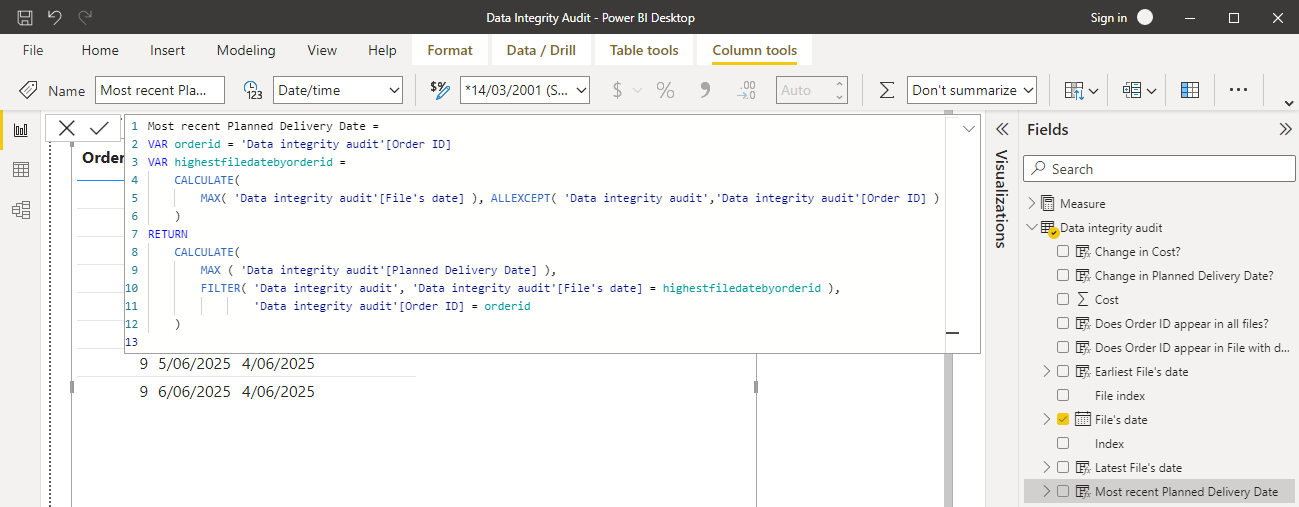 Data Integrity Audit - Power BI Desktop
Sign in
File Home Insert Modeling View Help Format Data / Drill Table tools Column tools
Name Most recent Pla... 123 Date/time $% *14/03/2001 (S... $ % , .00 .0 Auto Σ Don't summarize ...
1 Most recent Planned Delivery Date =
2 VAR orderid = 'Data integrity audit'[Order ID]
3 VAR highestfiledatebyorderid =
4 CALCULATE(
5 MAX( 'Data integrity audit'[File's date] ), ALLEXCEPT( 'Data integrity audit','Data integrity audit'[Order ID] )
6 )
7 RETURN
8 CALCULATE(
9 MAX ( 'Data integrity audit'[Planned Delivery Date] ),
10 FILTER( 'Data integrity audit', 'Data integrity audit'[File's date] = highestfiledatebyorderid ),
11 'Data integrity audit'[Order ID] = orderid
12 )
13
Order
9 5/06/2025 4/06/2025
9 6/06/2025 4/06/2025
Visualizations
Fields
Search
Measure
Data integrity audit
Change in Cost?
Change in Planned Delivery Date?
Σ Cost
Does Order ID appear in all files?
Does Order ID appear in File with d...
Earliest File's date
File index
File's date
Index
Latest File's date
Most recent Planned Delivery Date